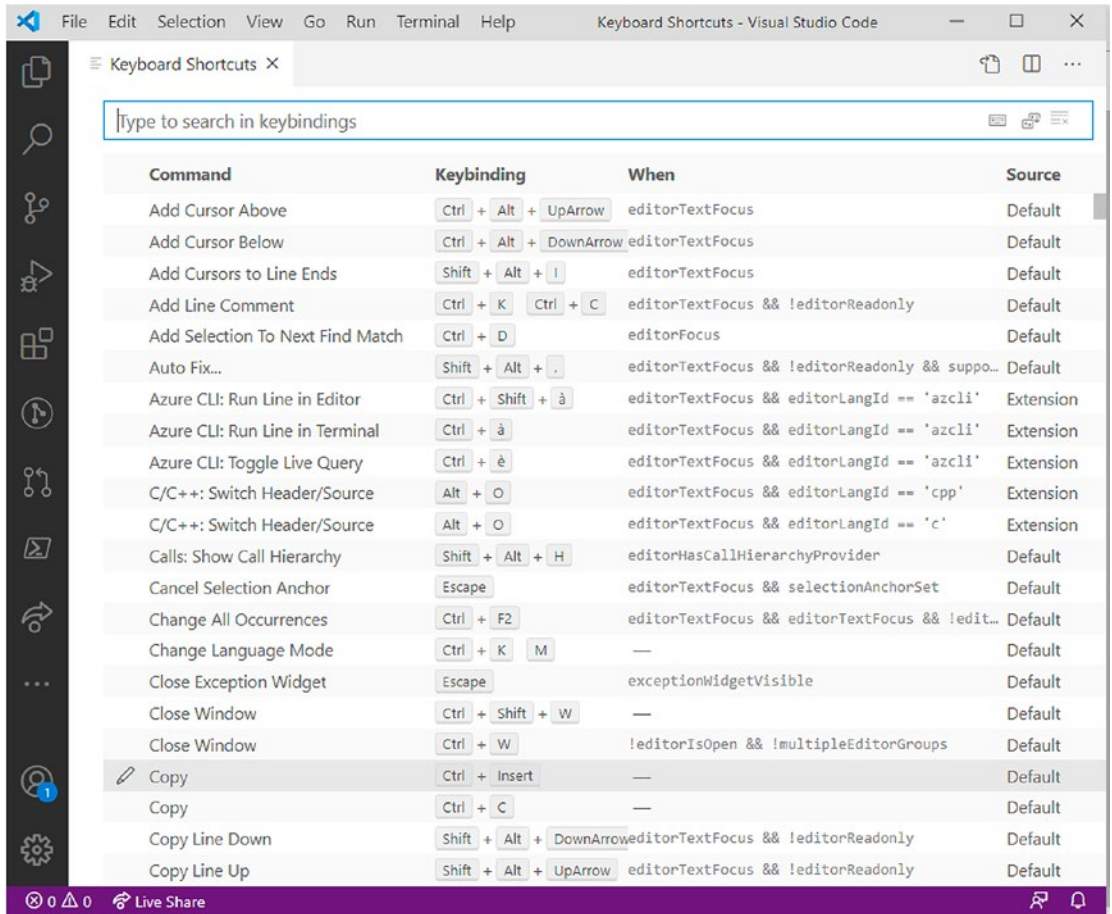 File Edit Selection View Go Run Terminal Help Keyboard Shortcuts - Visual Studio Code
Keyboard Shortcuts
Type to search in keybindings
Command Keybinding When Source
Add Cursor Above Ctrl + Alt + UpArrow editorTextFocus Default
Add Cursor Below Ctrl + Alt + DownArrow editorTextFocus Default
Add Cursors to Line Ends Shift + Alt + I editorTextFocus Default
Add Line Comment Ctrl + K Ctrl + C editorTextFocus && !editorReadonly Default
Add Selection To Next Find Match Ctrl + D editorFocus Default
Auto Fix... Shift + Alt + . editorTextFocus && !editorReadonly && suppo... Default
Azure CLI: Run Line in Editor Ctrl + Shift + à editorTextFocus && editorLangId == 'azcli' Extension
Azure CLI: Run Line in Terminal Ctrl + à editorTextFocus && editorLangId == 'azcli' Extension
Azure CLI: Toggle Live Query Ctrl + è editorTextFocus && editorLangId == 'azcli' Extension
C/C++: Switch Header/Source Alt + O editorTextFocus && editorLangId == 'cpp' Extension
C/C++: Switch Header/Source Alt + O editorTextFocus && editorLangId == 'c' Extension
Calls: Show Call Hierarchy Shift + Alt + H editorHasCallHierarchyProvider Default
Cancel Selection Anchor Escape editorTextFocus && selectionAnchorSet Default
Change All Occurrences Ctrl + F2 editorTextFocus && editorTextFocus && !edit... Default
Change Language Mode Ctrl + K M — Default
Close Exception Widget Escape exceptionWidgetVisible Default
Close Window Ctrl + Shift + W — Default
Close Window Ctrl + W !editorIsOpen && !multipleEditorGroups Default
Copy Ctrl + Insert — Default
Copy Ctrl + C — Default
Copy Line Down Shift + Alt + DownArrow editorTextFocus && !editorReadonly Default
Copy Line Up Shift + Alt + UpArrow editorTextFocus && !editorReadonly Default
1
0 0 Live Share